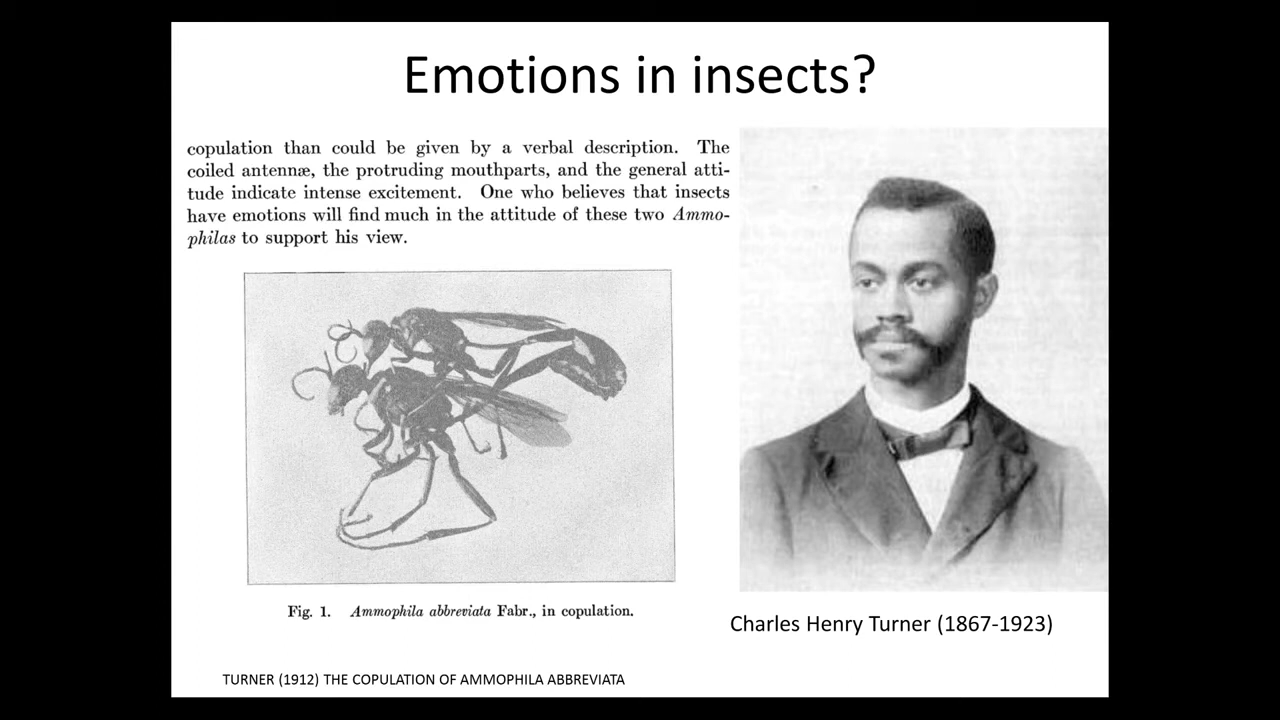 Emotions in insects?
copulation than could be given by a verbal description. The
coiled antennæ, the protruding mouthparts, and the general atti-
tude indicate intense excitement. One who believes that insects
have emotions will find much in the attitude of these two Ammo-
philas to support his view.
Fig. 1. Ammophila abbreviata Fabr., in copulation.
Charles Henry Turner (1867-1923)
TURNER (1912) THE COPULATION OF AMMOPHILA ABBREVIATA